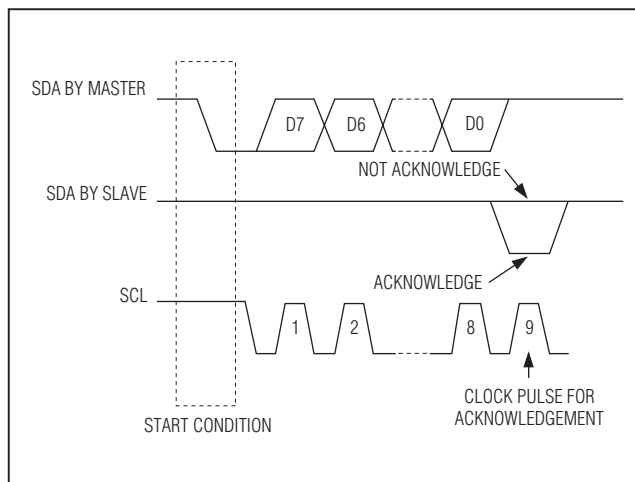 SDA BY MASTER
D7
D6
D0
NOT ACKNOWLEDGE
SDA BY SLAVE
ACKNOWLEDGE
SCL
1
2
8
9
CLOCK PULSE FOR
ACKNOWLEDGEMENT
START CONDITION